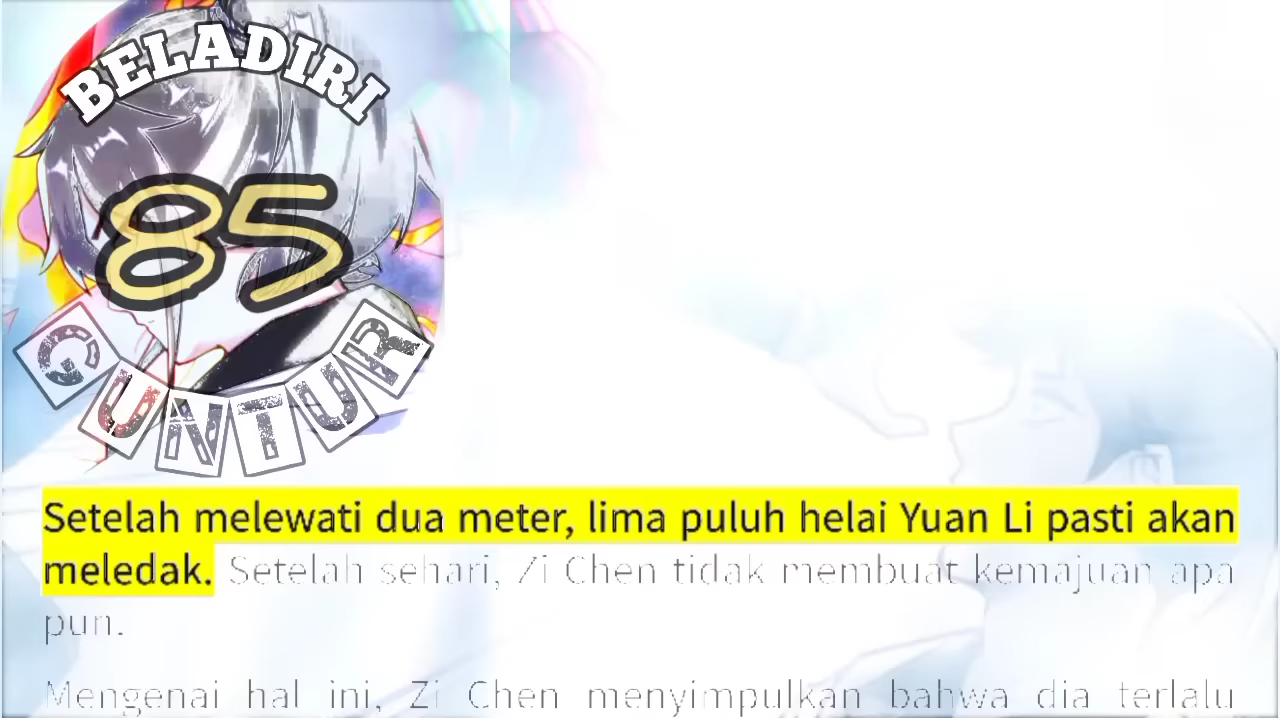 BELADIRI
85
GUNTUR
Setelah melewati dua meter, lima puluh helai Yuan Li pasti akan
meledak. Setelah sehari, Zi Chen tidak membuat kemajuan apa
pun.
Mengenai hal ini, Zi Chen menyimpulkan bahwa dia terlalu